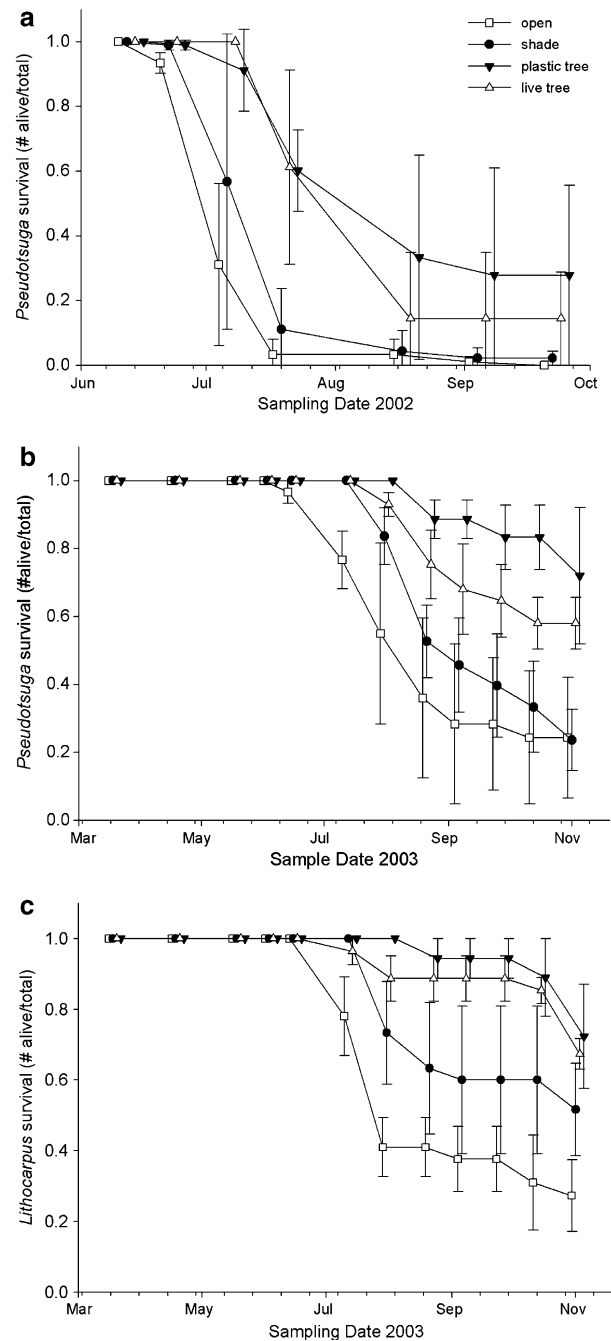 a
open
shade
plastic tree
live tree
Pseudotsuga survival (# alive/total)
1.0
0.8
0.6
0.4
0.2
0.0
Jun Jul Aug Sep Oct
Sampling Date 2002
b
Pseudotsuga survival (#alive/total)
1.0
0.8
0.6
0.4
0.2
0.0
Mar May Jul Sep Nov
Sample Date 2003
c
Lithocarpus survival (# alive/total)
1.0
0.8
0.6
0.4
0.2
0.0
Mar May Jul Sep Nov
Sampling Date 2003